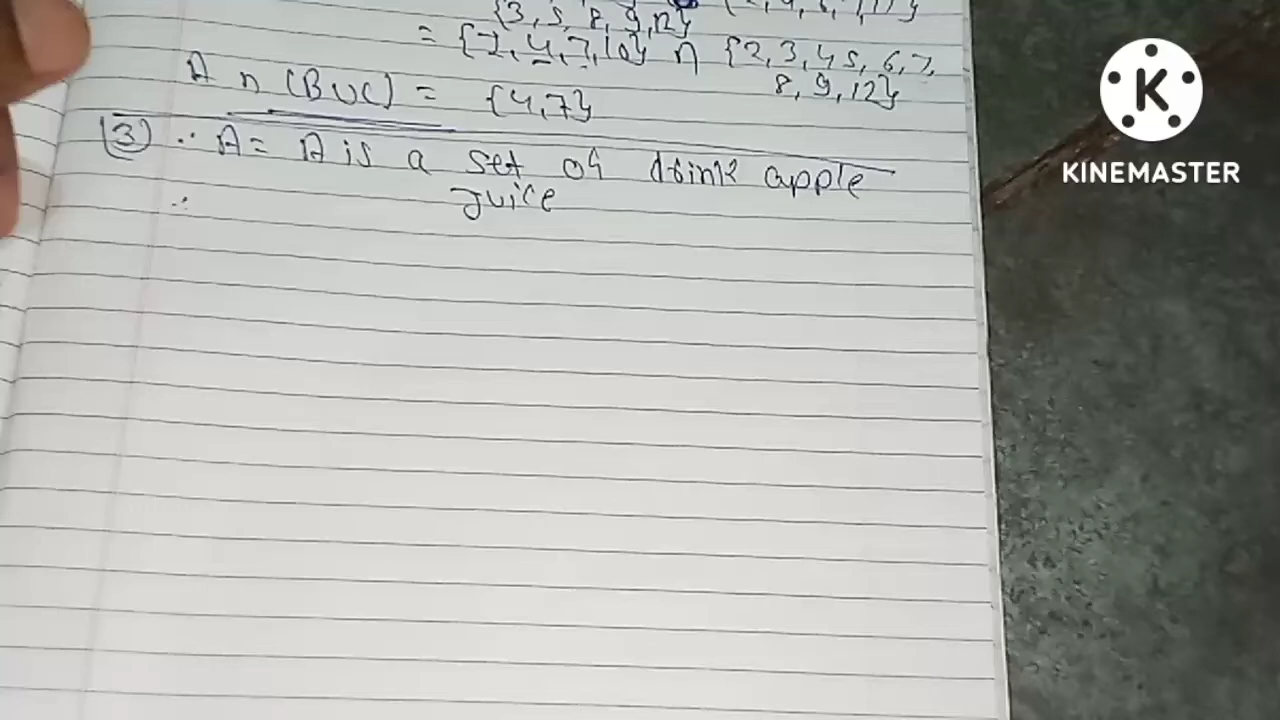 {3, 5, 8, 9, 12}
= {2, 4, 7, 10} ∩ {2, 3, 4 5, 6, 7,
8, 9, 12}
A ∩ (B∪C) = {4, 7}
(3) ∴ A = A is a set of drink apple
Juice
∴
K
KINEMASTER